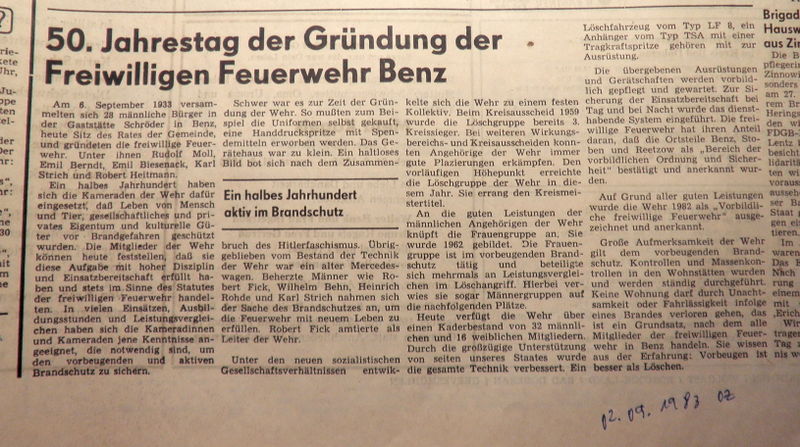 50. Jahrestag der Gründung der
Freiwilligen Feuerwehr Benz
Am 6. September 1933 versam-
melten sich 28 männliche Bürger in
der Gaststätte Schröder in Benz,
heute Sitz des Rates der Gemeinde,
und gründeten die freiwillige Feuer-
wehr. Unter ihnen Rudolf Moll,
Emil Berndt, Emil Biesenack, Karl
Strich und Robert Heitmann.
Ein halbes Jahrhundert haben
sich die Kameraden der Wehr dafür
eingesetzt, daß Leben von Mensch
und Tier, gesellschaftliches und pri-
vates Eigentum und kulturelle Gü-
ter vor Brandgefahren geschützt
wurden. Die Mitglieder der Wehr
können heute feststellen, daß sie
diese Aufgabe mit hoher Disziplin
und Einsatzbereitschaft erfüllt ha-
ben und stets im Sinne des Statutes
der freiwilligen Feuerwehr handel-
ten. In vielen Einsätzen, Ausbil-
dungsstunden und Leistungsverglei-
chen haben sich die Kameradinnen
und Kameraden jene Kenntnisse an-
geeignet, die notwendig sind, um
den vorbeugenden und aktiven
Brandschutz zu sichern.
Schwer war es zur Zeit der Grün-
dung der Wehr. So mußten zum Bei-
spiel die Uniformen selbst gekauft,
eine Handdruckspritze mit Spen-
demitteln erworben werden. Das Ge-
rätehaus war zu klein. Ein haltloses
Bild bot sich nach dem Zusammen-
Ein halbes Jahrhundert
aktiv im Brandschutz
bruch des Hitlerfaschismus. Übrig-
geblieben vom Bestand der Technik
der Wehr war ein alter Mercedes-
wagen. Beherzte Männer wie Ro-
bert Fick, Wilhelm Behn, Heinrich
Rohde und Karl Strich nahmen sich
der Sache des Brandschutzes an, um
die Feuerwehr mit neuem Leben zu
erfüllen. Robert Fick amtierte als
Leiter der Wehr.
Unter den neuen sozialistischen
Gesellschaftsverhältnissen entwik-
kelte sich die Wehr zu einem festen
Kollektiv. Beim Kreisausscheid 1959
wurde die Löschgruppe bereits 3.
Kreissieger. Bei weiteren Wirkungs-
bereichs- und Kreisausscheiden konn-
ten Angehörige der Wehr immer
gute Plazierungen erkämpfen. Den
vorläufigen Höhepunkt erreichte
die Löschgruppe der Wehr in die-
sem Jahr. Sie errang den Kreismei-
stertitel.
An die guten Leistungen der
männlichen Angehörigen der Wehr
knüpft die Frauengruppe an. Sie
wurde 1962 gebildet. Die Frauen-
gruppe ist im vorbeugenden Brand-
schutz tätig und beteiligte
sich mehrmals an Leistungsverglei-
chen im Löschangriff. Hierbei ver-
wies sie sogar Männergruppen auf
die nachfolgenden Plätze.
Heute verfügt die Wehr über
einen Kaderbestand von 32 männli-
chen und 16 weiblichen Mitgliedern.
Durch die großzügige Unterstützung
von seiten unseres Staates wurde
die gesamte Technik verbessert. Ein
Löschfahrzeug vom Typ LF 8, ein
Anhänger vom Typ TSA mit einer
Tragkraftspritze gehören mit zur
Ausrüstung.
Die übergebenen Ausrüstungen
und Gerätschaften werden vorbild-
lich gepflegt und gewartet. Zur Si-
cherung der Einsatzbereitschaft bei
Tag und bei Nacht wurde das dienst-
habende System eingeführt. Die frei-
willige Feuerwehr hat ihren Anteil
daran, daß die Ortsteile Benz, Sto-
ben und Reetzow als „Bereich der
vorbildlichen Ordnung und Sicher-
heit" bestätigt und anerkannt wur-
den.
Auf Grund aller guten Leistungen
wurde die Wehr 1982 als „Vorbildli-
che freiwillige Feuerwehr" ausge-
zeichnet und anerkannt.
Große Aufmerksamkeit der Wehr
gilt dem vorbeugenden Brand-
schutz. Kontrollen und Massenkon-
trollen in den Wohnstätten wurden
und werden ständig durchgeführt.
Keine Wohnung darf durch Unacht-
samkeit oder Fahrlässigkeit infolge
eines Brandes verloren gehen, das
ist ein Grundsatz, nach dem alle
Mitglieder der freiwilligen Feuer-
wehr in Benz handeln. Sie wissen
aus der Erfahrung: Vorbeugen ist
besser als Löschen.
Brigad
Hausw
aus Zin
02.09.1983 OZ